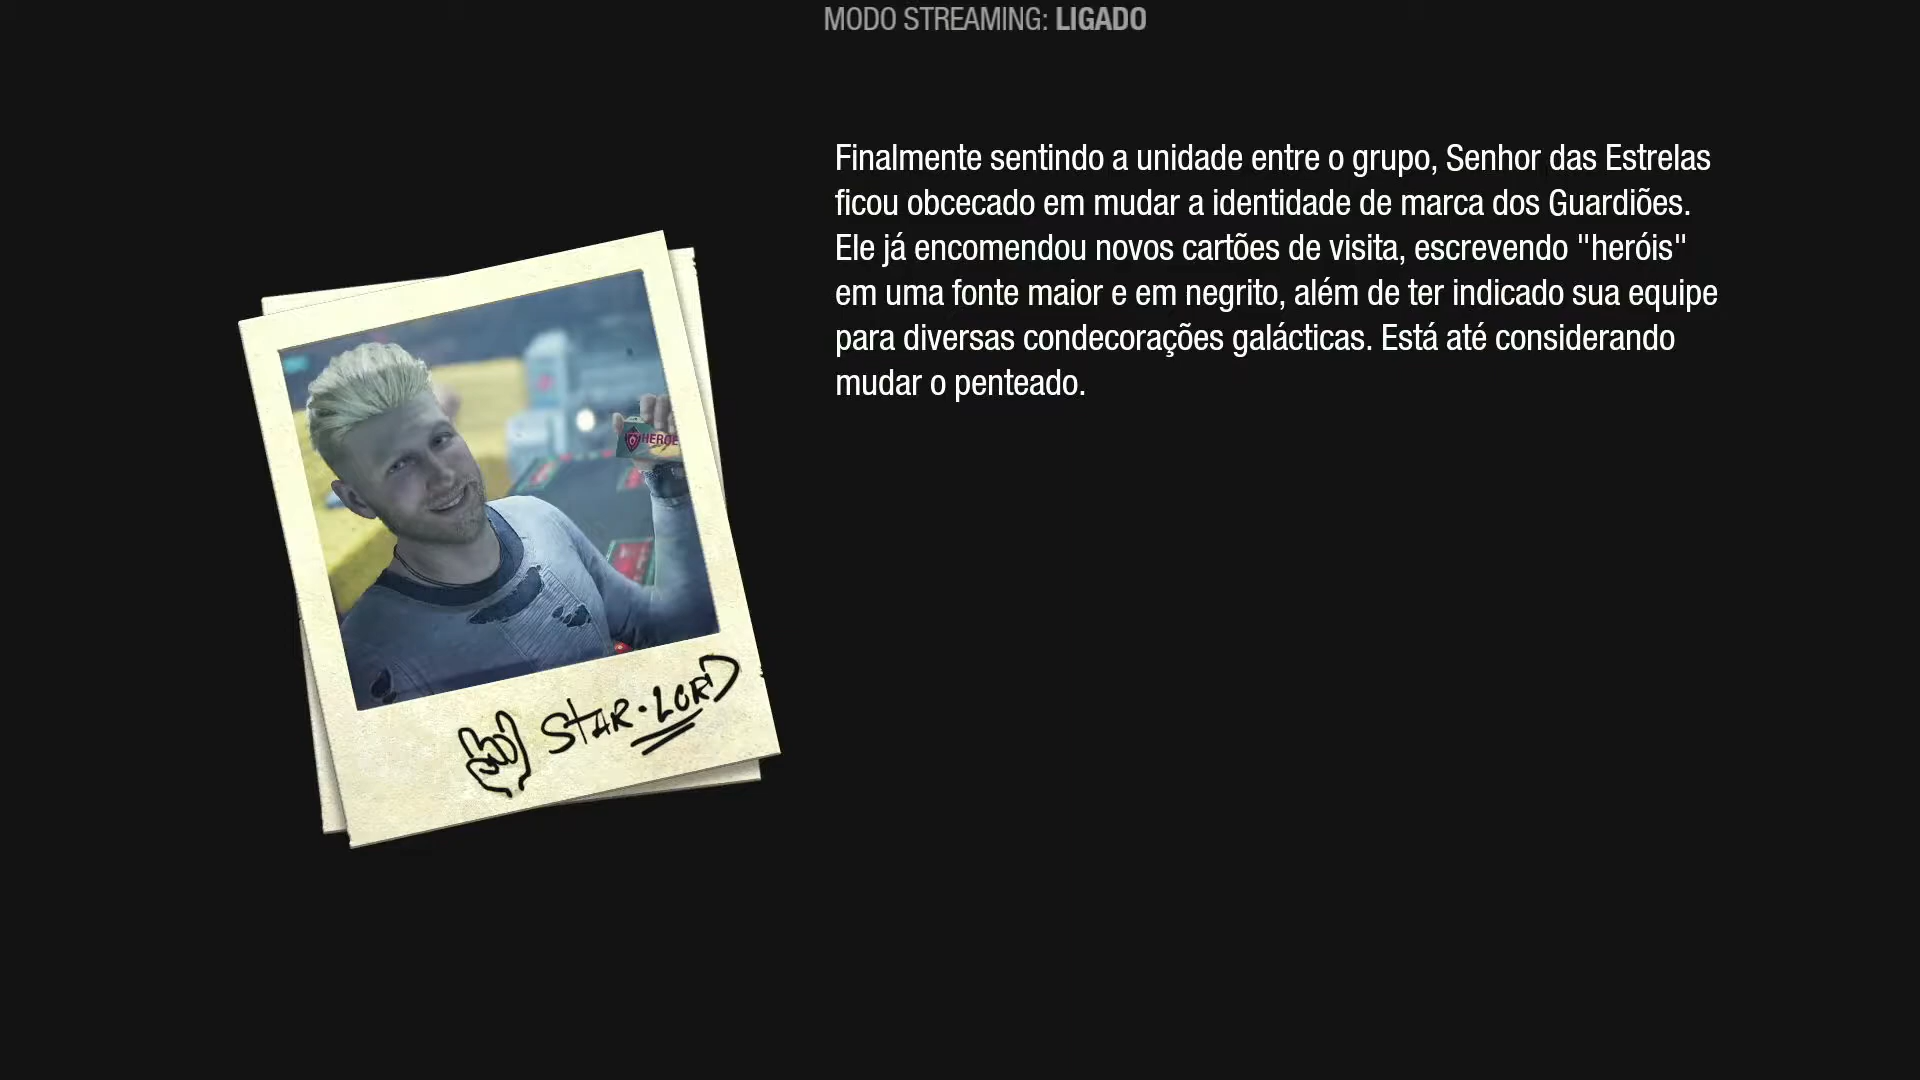 MODO STREAMING: LIGADO
Finalmente sentindo a unidade entre o grupo, Senhor das Estrelas
ficou obcecado em mudar a identidade de marca dos Guardiões.
Ele já encomendou novos cartões de visita, escrevendo "heróis"
em uma fonte maior e em negrito, além de ter indicado sua equipe
para diversas condecorações galácticas. Está até considerando
mudar o penteado.
HEROE
STAR-LORD